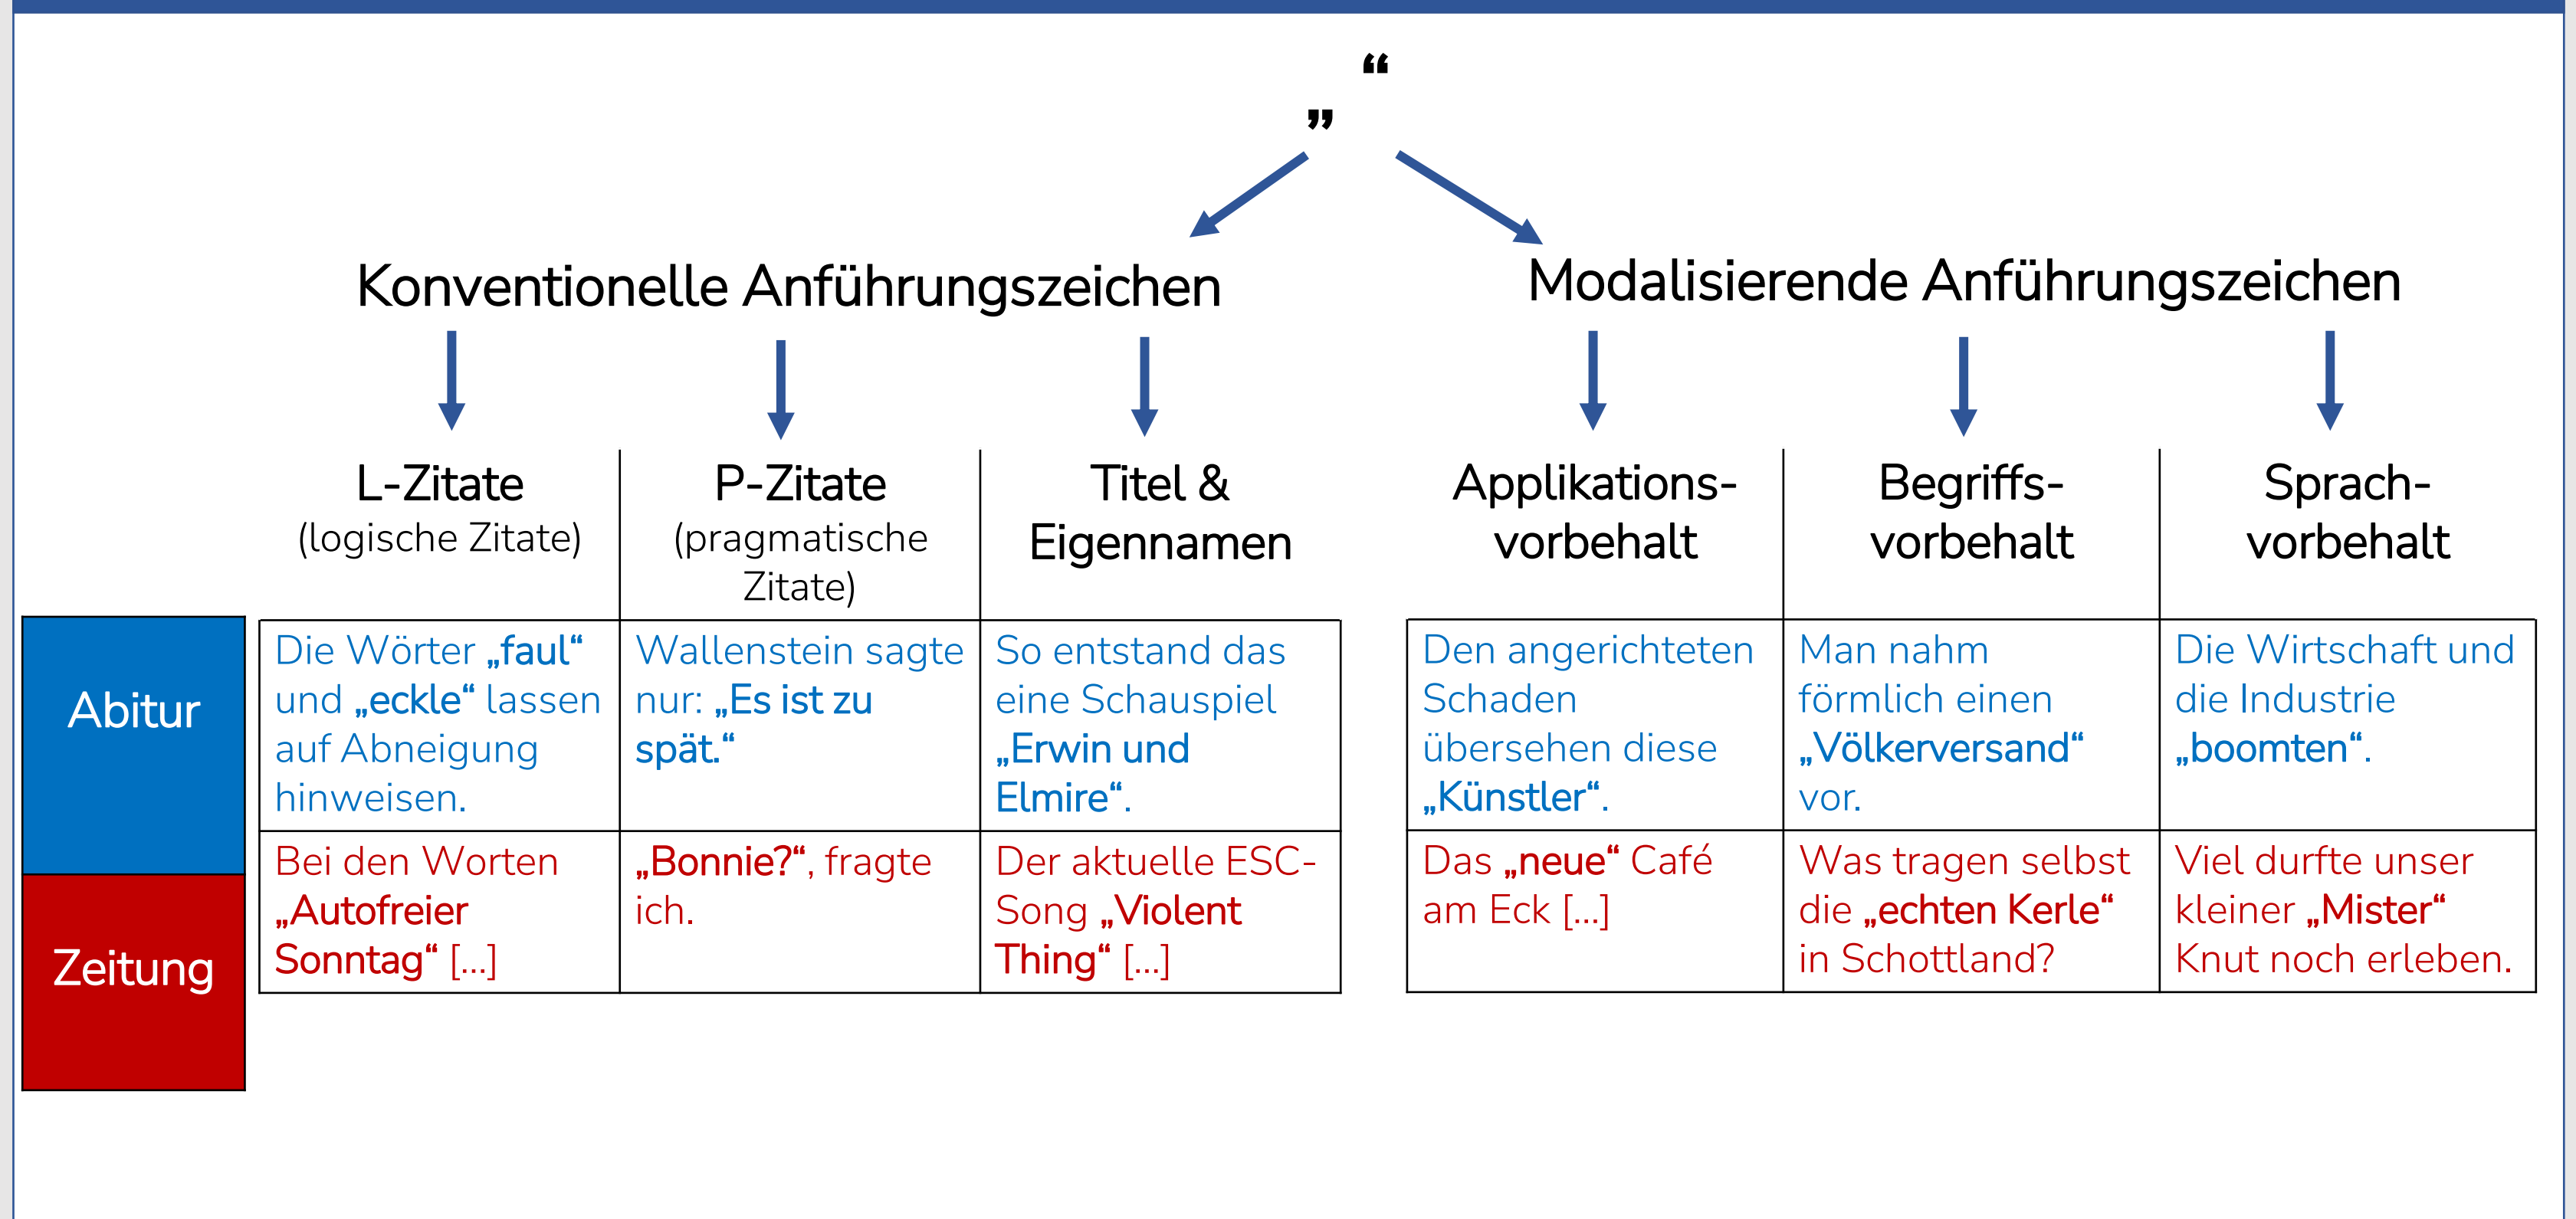 „ “
Konventionelle Anführungszeichen
Modalisierende Anführungszeichen
L-Zitate
(logische Zitate)
P-Zitate
(pragmatische
Zitate)
Titel &
Eigennamen
Applikations-
vorbehalt
Begriffs-
vorbehalt
Sprach-
vorbehalt
Abitur
Die Wörter „faul“
und „eckle“ lassen
auf Abneigung
hinweisen.
Wallenstein sagte
nur: „Es ist zu
spät.“
So entstand das
eine Schauspiel
„Erwin und
Elmire“.
Den angerichteten
Schaden
übersehen diese
„Künstler“.
Man nahm
förmlich einen
„Völkerversand“
vor.
Die Wirtschaft und
die Industrie
„boomten“.
Zeitung
Bei den Worten
„Autofreier
Sonntag“ [...]
„Bonnie?“, fragte
ich.
Der aktuelle ESC-
Song „Violent
Thing“ [...]
Das „neue“ Café
am Eck [...]
Was tragen selbst
die „echten Kerle“
in Schottland?
Viel durfte unser
kleiner „Mister“
Knut noch erleben.